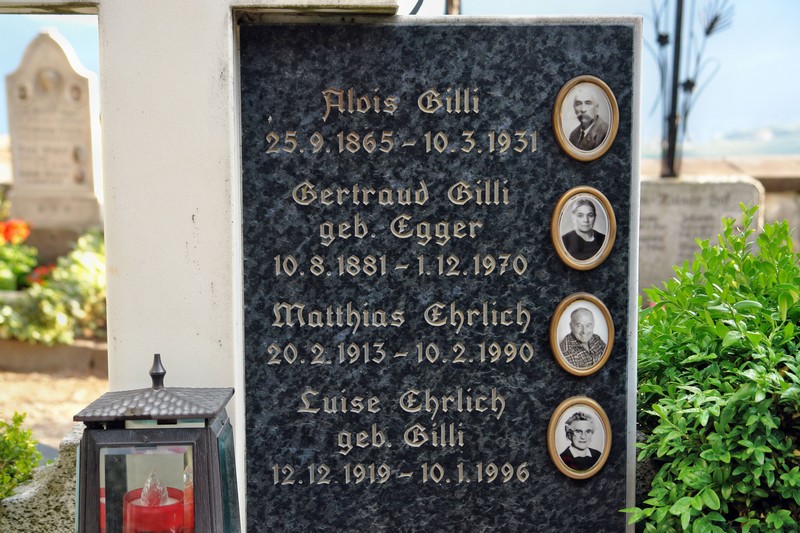 Alois Gilli
25.9.1865 – 10.3.1931
Gertraud Gilli
geb. Egger
10.8.1881 – 1.12.1970
Matthias Ehrlich
20.2.1913 – 10.2.1990
Luise Ehrlich
geb. Gilli
12.12.1919 – 10.1.1996